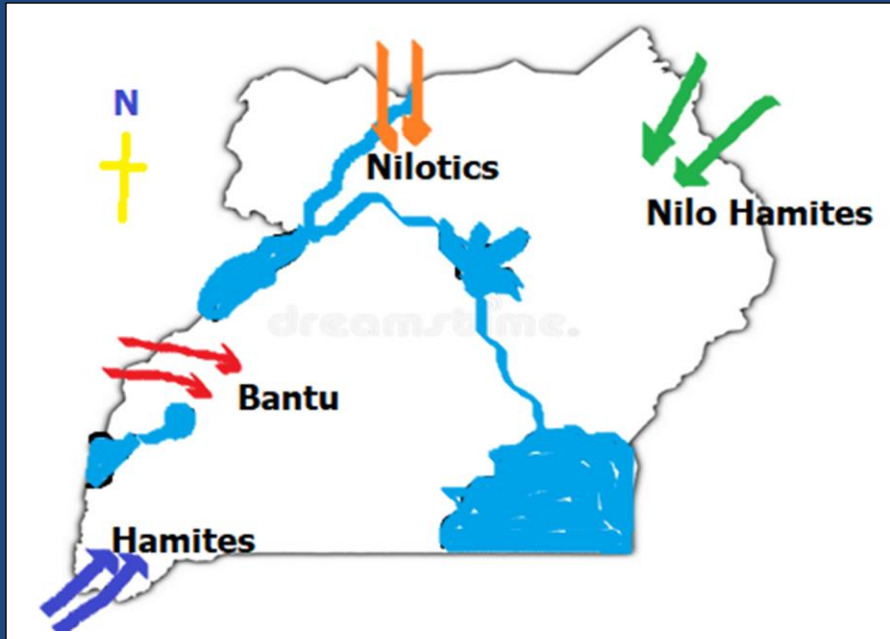 N
Nilotics
Nilo Hamites
dreamstime.
Bantu
Hamites